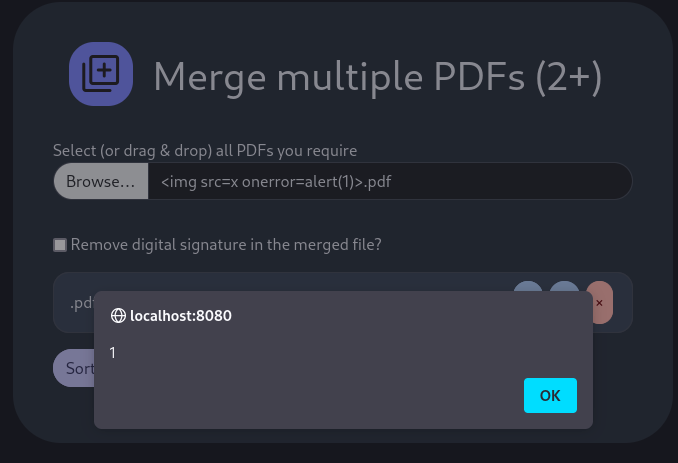 Merge multiple PDFs (2+)
Select (or drag & drop) all PDFs you require
Browse... <img src=x onerror=alert(1)>.pdf
Remove digital signature in the merged file?
.pdf
×
localhost:8080
1
Sort
OK